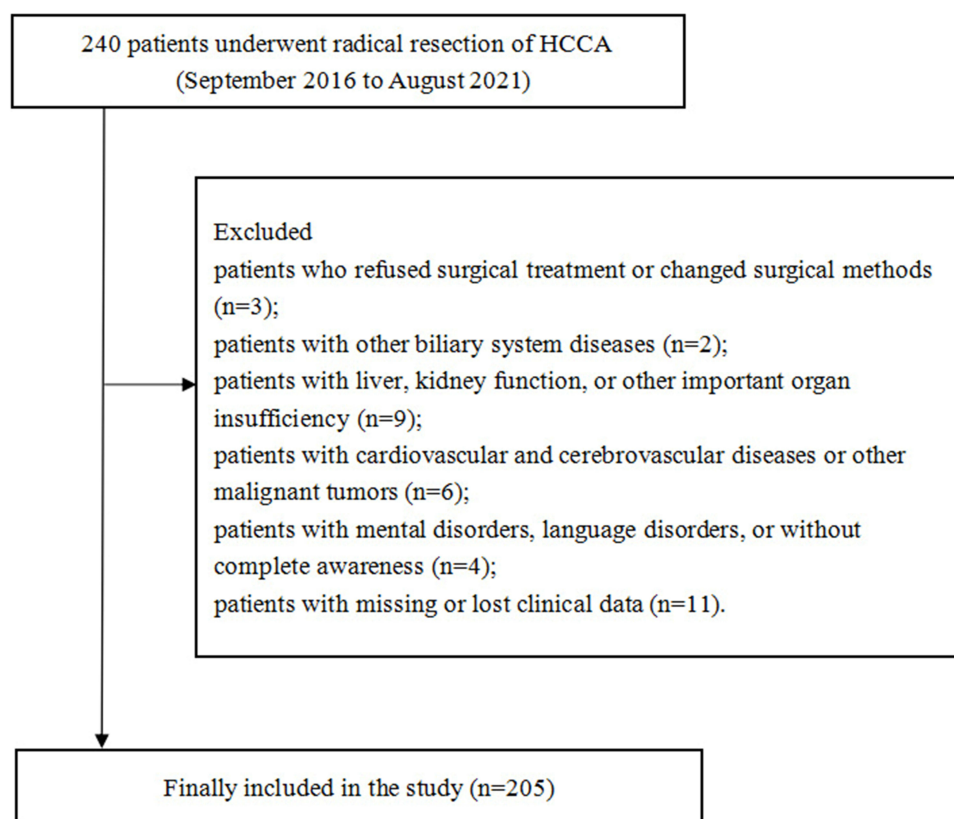 240 patients underwent radical resection of HCCA
(September 2016 to August 2021)
Excluded
patients who refused surgical treatment or changed surgical methods
(n=3);
patients with other biliary system diseases (n=2);
patients with liver, kidney function, or other important organ
insufficiency (n=9);
patients with cardiovascular and cerebrovascular diseases or other
malignant tumors (n=6);
patients with mental disorders, language disorders, or without
complete awareness (n=4);
patients with missing or lost clinical data (n=11).
Finally included in the study (n=205)